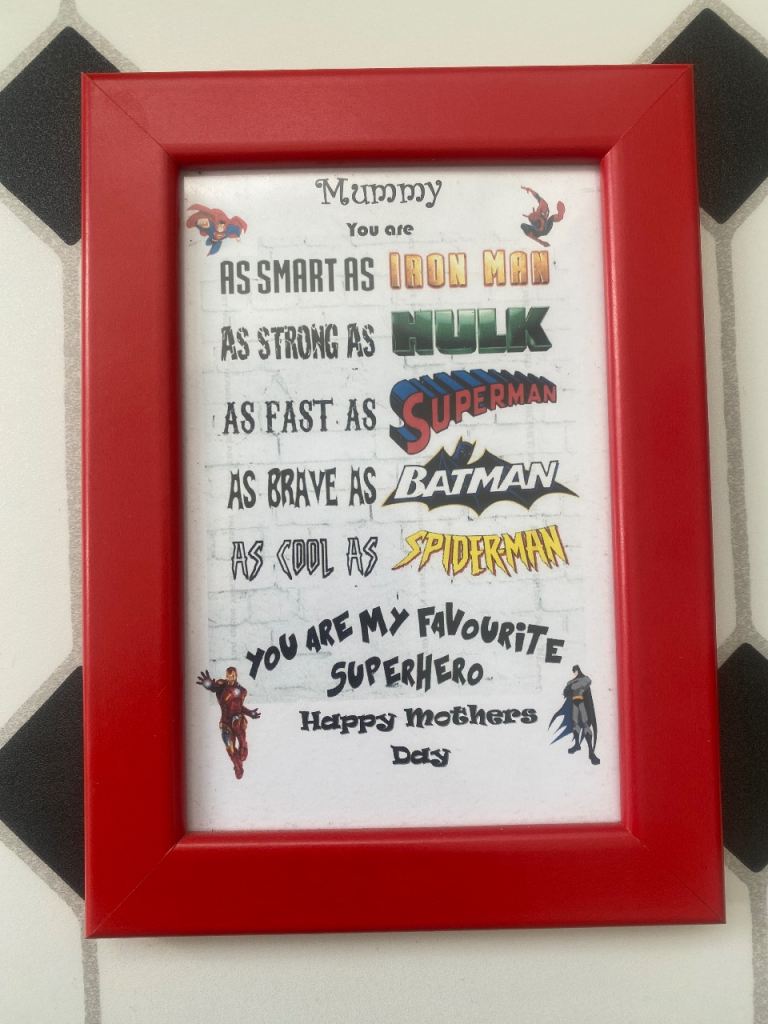 Mummy
You are
AS SMART AS IRON MAN
AS STRONG AS HULK
AS FAST AS SUPERMAN
AS BRAVE AS BATMAN
AS COOL AS SPIDER-MAN
YOU ARE MY FAVOURITE
SUPERHERO
Happy Mothers
Day